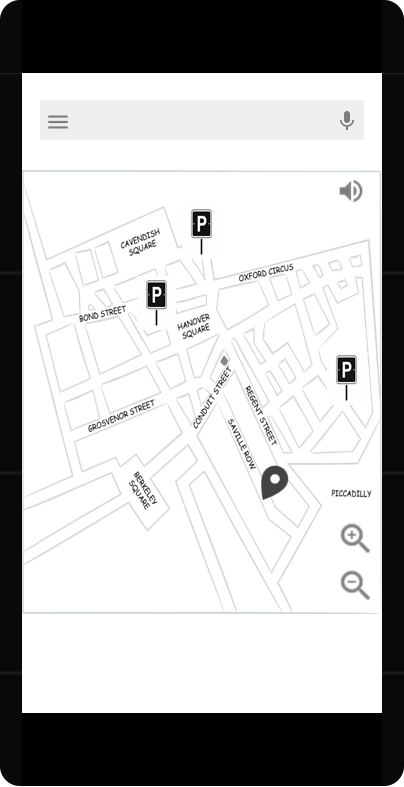 P
CAVENDISH
SQUARE
OXFORD CIRCUS
P
BOND STREET
HANOVER
SQUARE
P
CONDUIT STREET
REGENT STREET
GROSVENOR STREET
SAVILLE ROW
BERKELEY
SQUARE
PICCADILLY